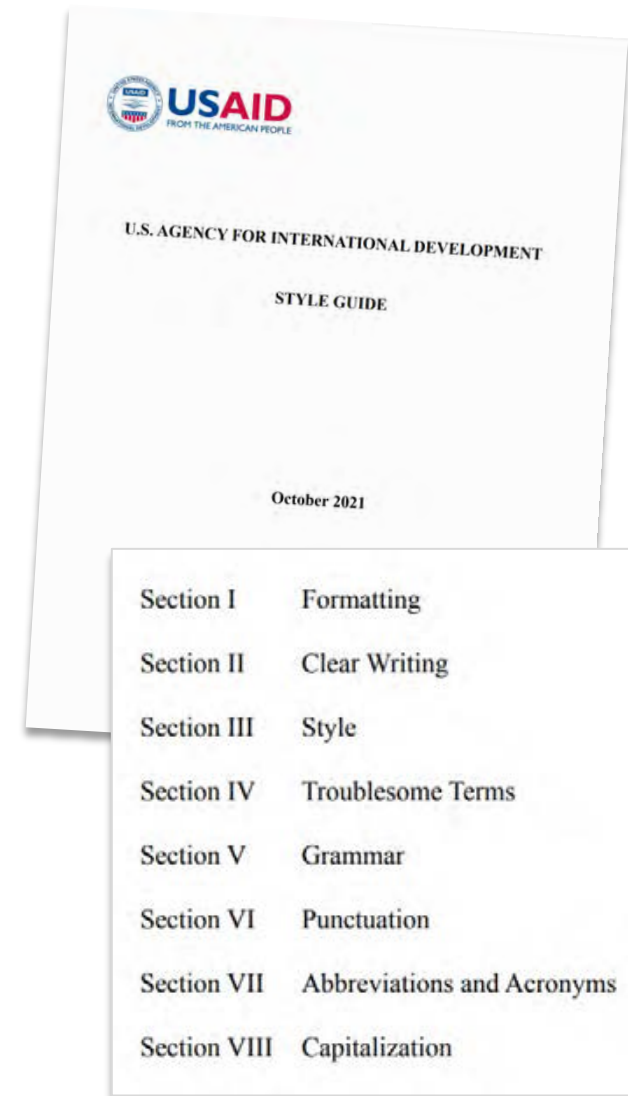 USAID
USAID
FROM THE AMERICAN PEOPLE
U.S. AGENCY FOR INTERNATIONAL DEVELOPMENT
STYLE GUIDE
October 2021
Section I Formatting
Section II Clear Writing
Section III Style
Section IV Troublesome Terms
Section V Grammar
Section VI Punctuation
Section VII Abbreviations and Acronyms
Section VIII Capitalization